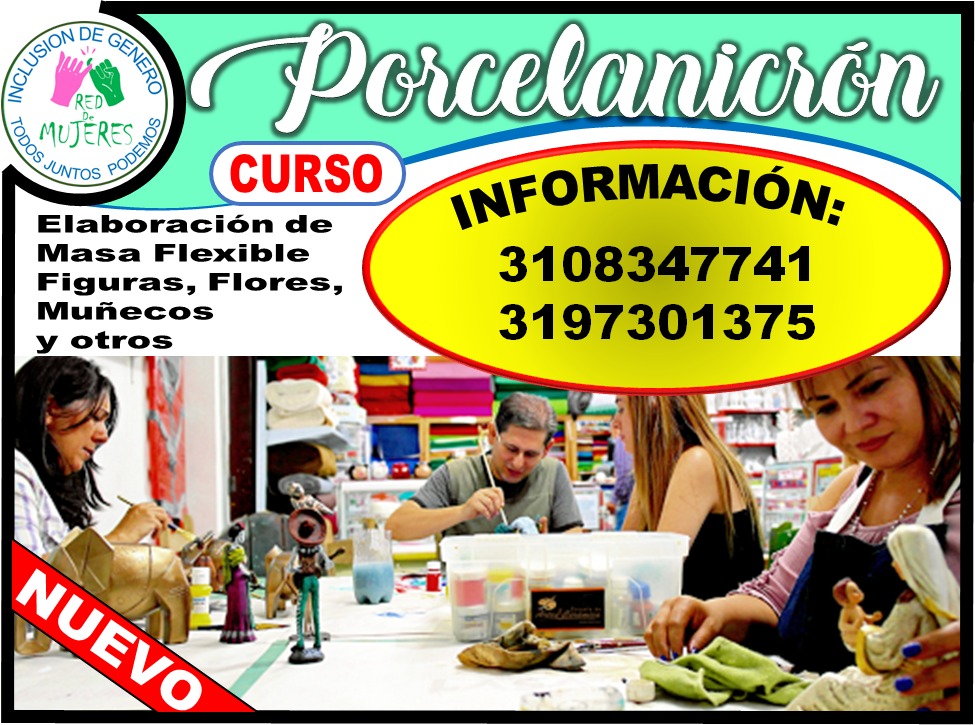 INCLUSION DE GENERO
RED
De
MUJERES
TODOS JUNTOS PODEMOS
Porcelanicrón
CURSO
INFORMACIÓN:
3108347741
3197301375
Elaboración de
Masa Flexible
Figuras, Flores,
Muñecos
y otros
NUEVO